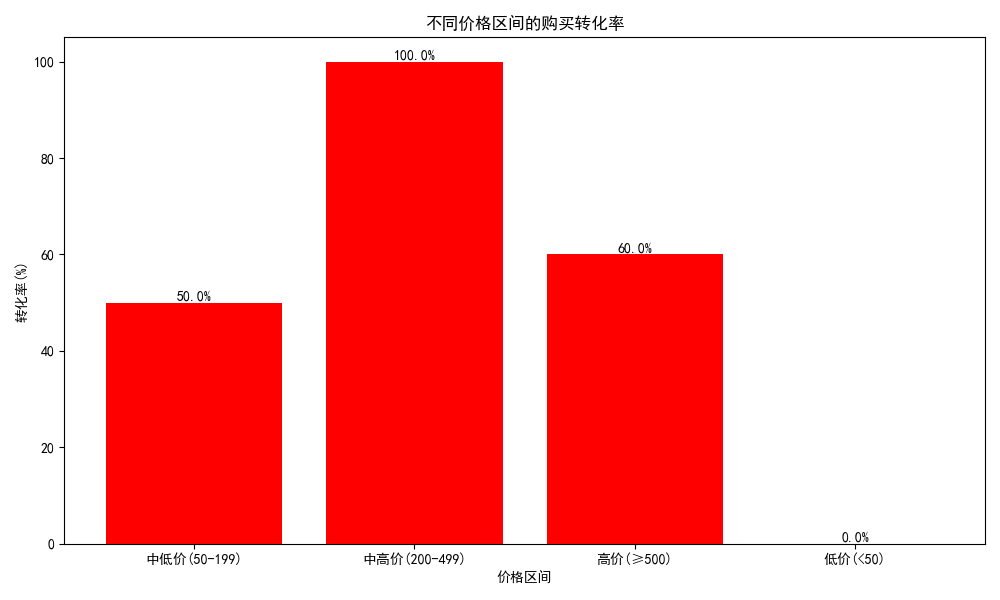 不同价格区间的购买转化率
转化率(%)
100
80
60
40
20
0
50.0%
100.0%
60.0%
0.0%
中低价(50-199)
中高价(200-499)
高价(≥500)
低价(<50)
价格区间